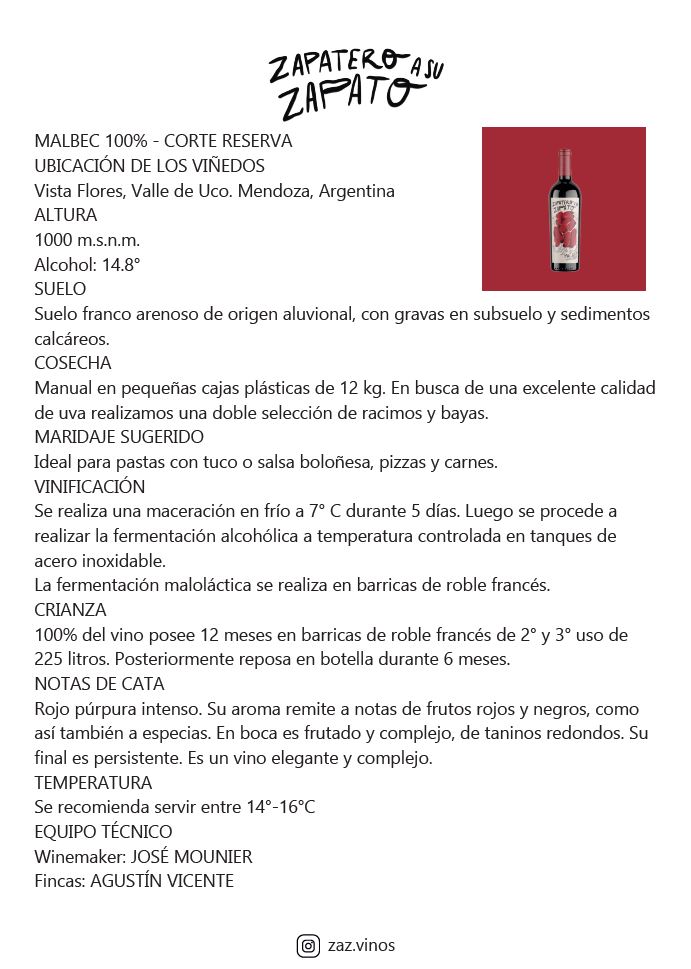 ZAPATERO A SU
ZAPATO
MALBEC 100% - CORTE RESERVA
UBICACIÓN DE LOS VIÑEDOS
Vista Flores, Valle de Uco. Mendoza, Argentina
ALTURA
1000 m.s.n.m.
Alcohol: 14.8°
SUELO
Suelo franco arenoso de origen aluvional, con gravas en subsuelo y sedimentos
calcáreos.
COSECHA
Manual en pequeñas cajas plásticas de 12 kg. En busca de una excelente calidad
de uva realizamos una doble selección de racimos y bayas.
MARIDAJE SUGERIDO
Ideal para pastas con tuco o salsa boloñesa, pizzas y carnes.
VINIFICACIÓN
Se realiza una maceración en frío a 7° C durante 5 días. Luego se procede a
realizar la fermentación alcohólica a temperatura controlada en tanques de
acero inoxidable.
La fermentación maloláctica se realiza en barricas de roble francés.
CRIANZA
100% del vino posee 12 meses en barricas de roble francés de 2° y 3° uso de
225 litros. Posteriormente reposa en botella durante 6 meses.
NOTAS DE CATA
Rojo púrpura intenso. Su aroma remite a notas de frutos rojos y negros, como
así también a especias. En boca es frutado y complejo, de taninos redondos. Su
final es persistente. Es un vino elegante y complejo.
TEMPERATURA
Se recomienda servir entre 14°-16°C
EQUIPO TÉCNICO
Winemaker: JOSÉ MOUNIER
Fincas: AGUSTÍN VICENTE
zaz.vinos